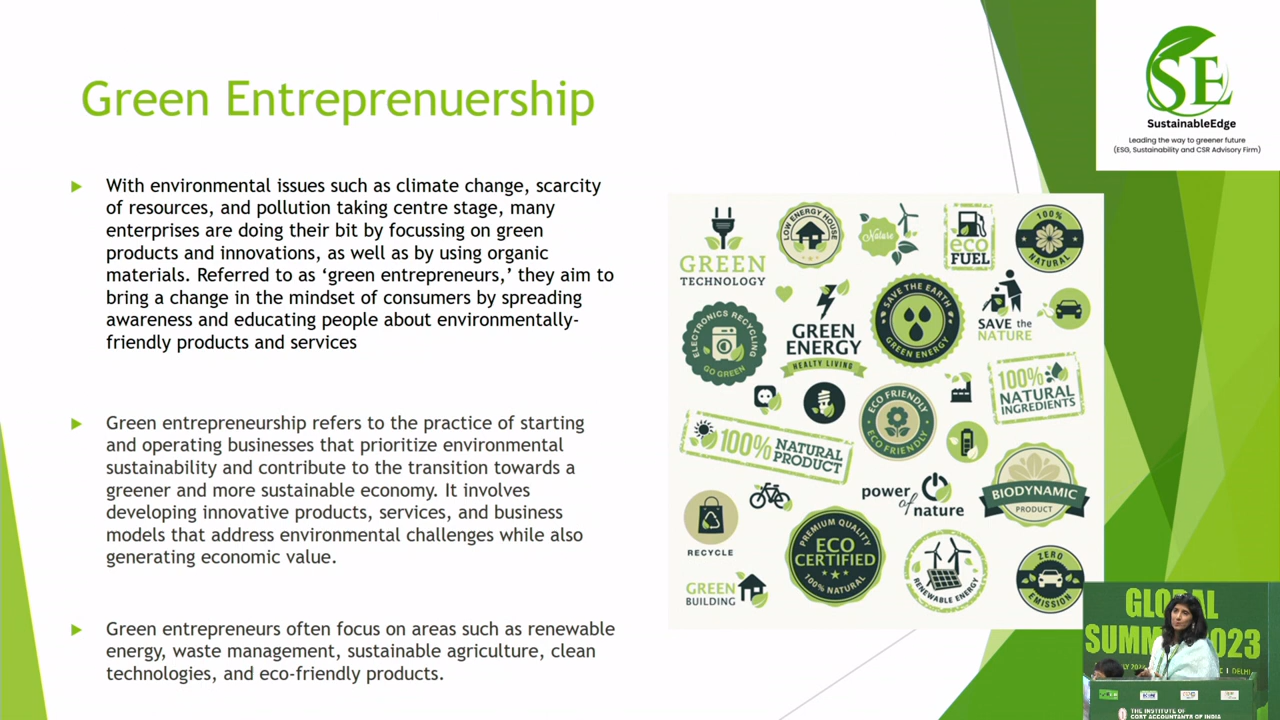 Green Entreprenuership
With environmental issues such as climate change, scarcity
of resources, and pollution taking centre stage, many
enterprises are doing their bit by focussing on green
products and innovations, as well as by using organic
materials. Referred to as ‘green entrepreneurs,’ they aim to
bring a change in the mindset of consumers by spreading
awareness and educating people about environmentally-
friendly products and services
Green entrepreneurship refers to the practice of starting
and operating businesses that prioritize environmental
sustainability and contribute to the transition towards a
greener and more sustainable economy. It involves
developing innovative products, services, and business
models that address environmental challenges while also
generating economic value.
Green entrepreneurs often focus on areas such as renewable
energy, waste management, sustainable agriculture, clean
technologies, and eco-friendly products.
SE
SustainableEdge
Leading the way to greener future
(ESG, Sustainability and CSR Advisory Firm)
GREEN
TECHNOLOGY
LOW ENERGY HOUSE
Nature
eco
FUEL
100%
NATURAL
ELECTRONICS RECYCLING
GO GREEN
GREEN
ENERGY
HEALTY LIVING
SAVE THE EARTH
GREEN ENERGY
SAVE the
NATURE
100%
NATURAL
INGREDIENTS
100% NATURAL
PRODUCT
ECO FRIENDLY
ECO FRIENDLY
RECYCLE
power
of nature
BIODYNAMIC
PRODUCT
GREEN
BUILDING
PREMIUM QUALITY
ECO
CERTIFIED
100% NATURAL
RENEWABLE ENERGY
ZERO
EMISSION
GLOBAL
SUMM 2023
DELHI
THE INSTITUTE OF
COST ACCOUNTANTS OF INDIA